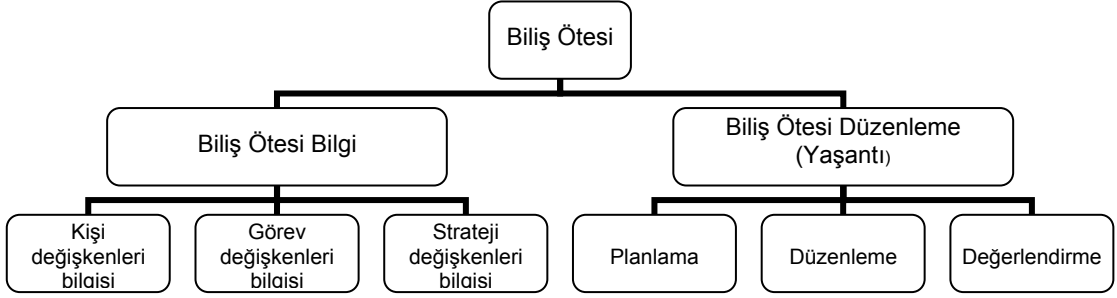 Biliş Ötesi
Biliş Ötesi Bilgi
Biliş Ötesi Düzenleme
(Yaşantı)
Kişi
değişkenleri
bilgisi
Görev
değişkenleri
bilgisi
Strateji
değişkenleri
bilgisi
Planlama
Düzenleme
Değerlendirme